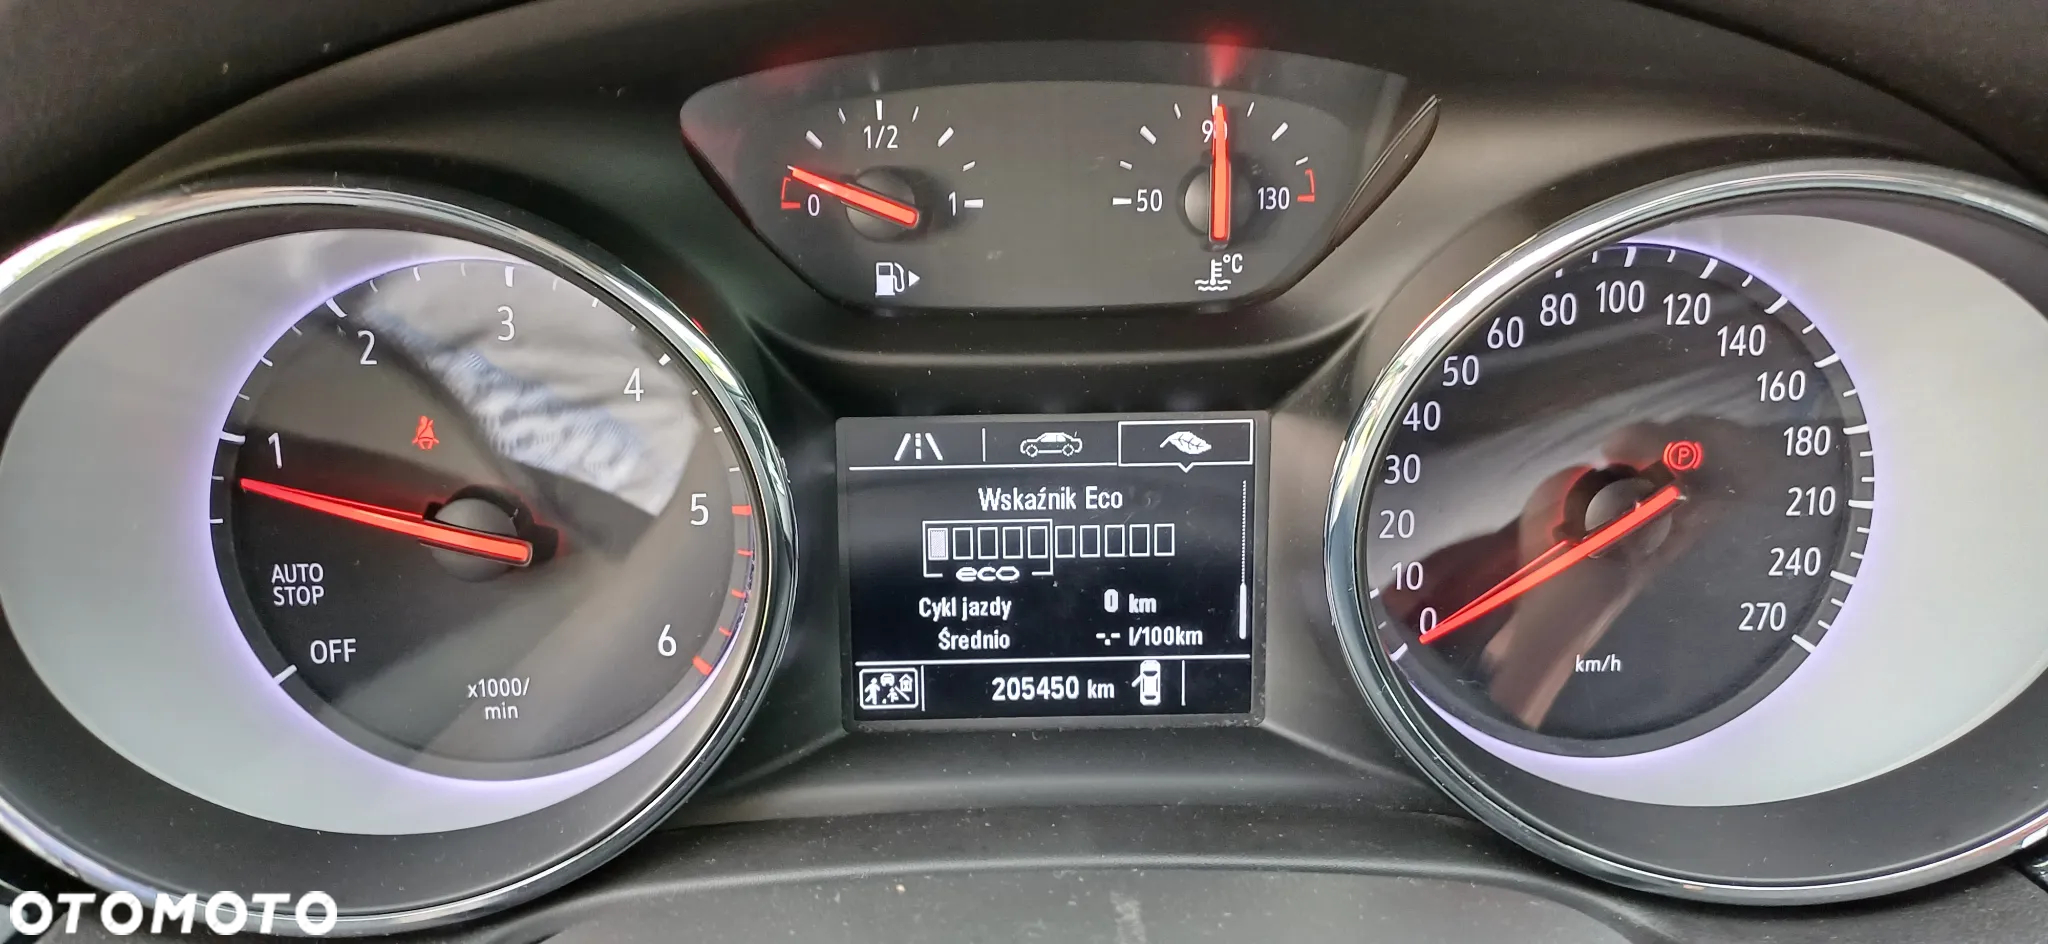 0 1/2 1
50 90 130
°C
1 2 3 4 5 6
AUTO
STOP
OFF
x1000/
min
Wskaźnik Eco
eco
Cykl jazdy 0 km
Średnio -.- l/100km
205450 km
0 10 20 30 40 50 60 80 100 120 140 160 180 210 240 270
P
km/h
OTOMOTO